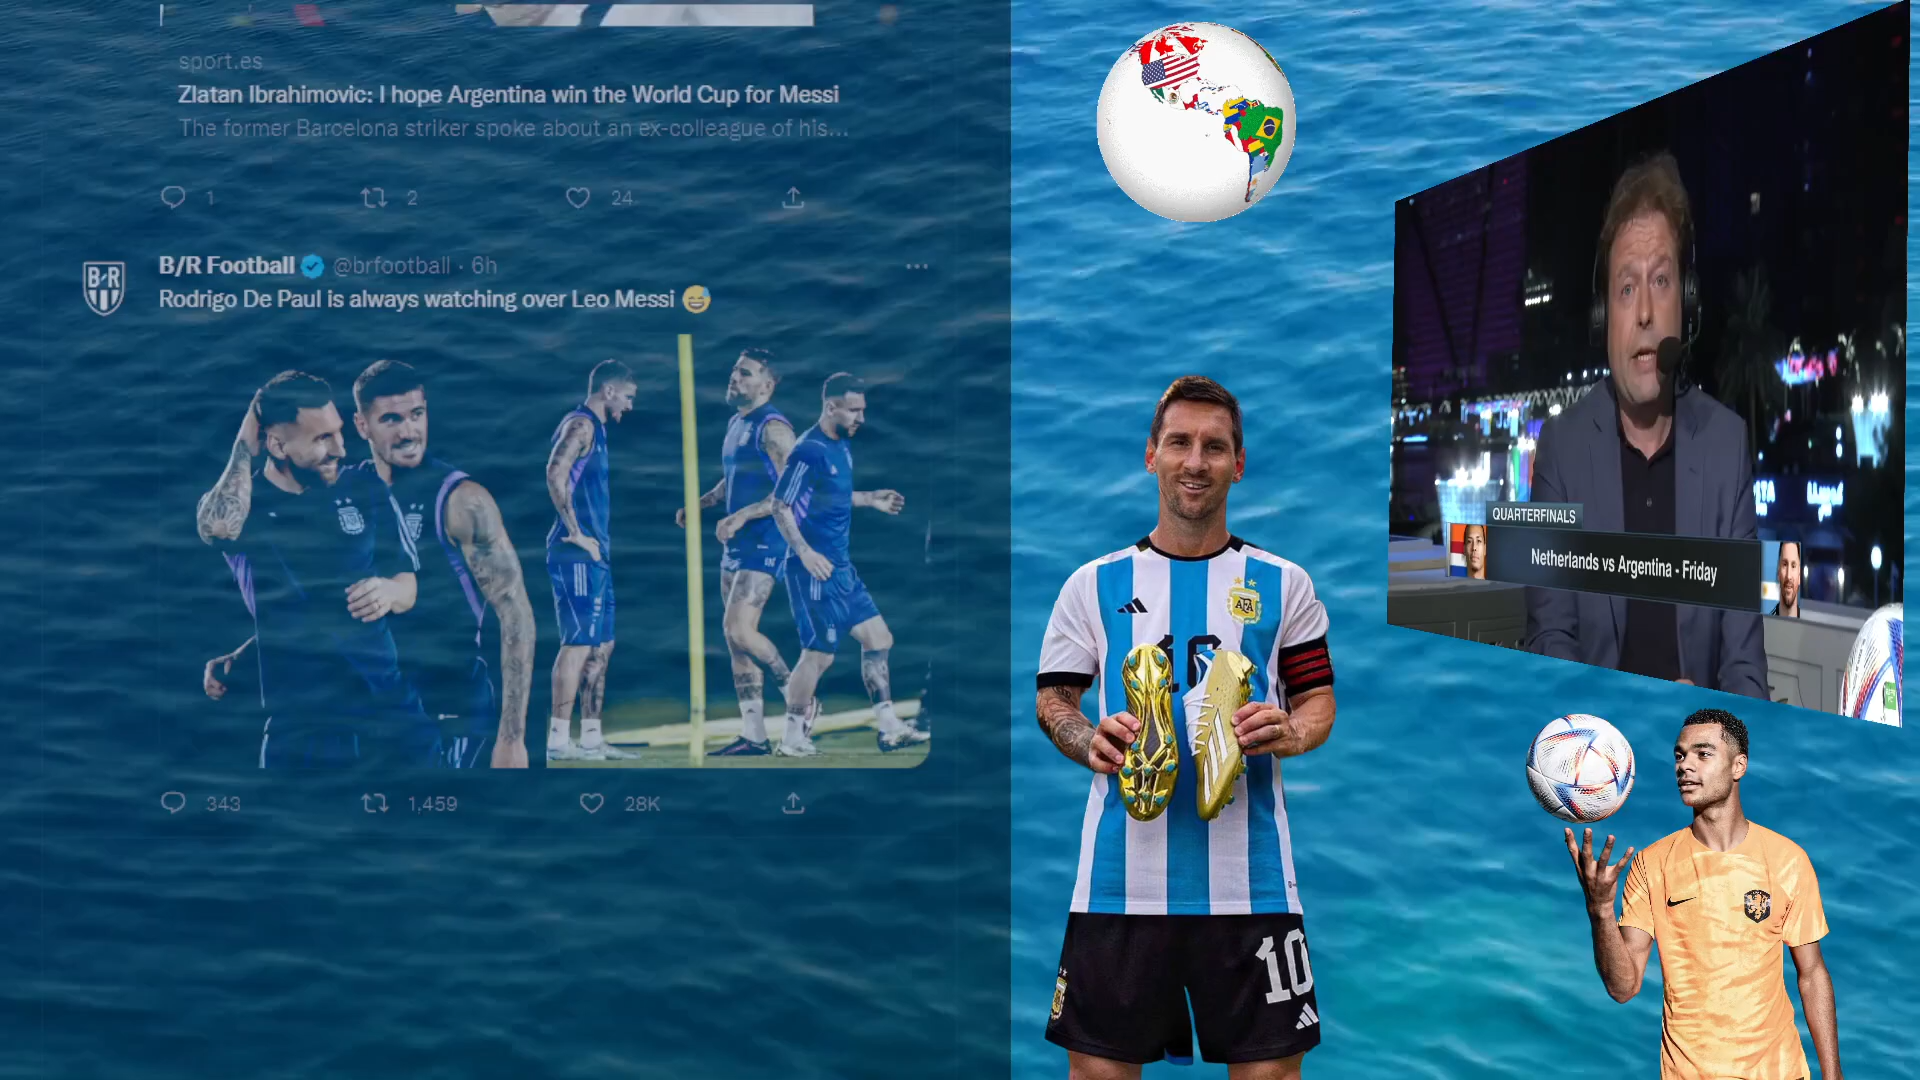 sport.es
Zlatan Ibrahimovic: I hope Argentina win the World Cup for Messi
The former Barcelona striker spoke about an ex-colleague of his...
1 2 24
B/R Football @brfootball · 6h
B/R
Rodrigo De Paul is always watching over Leo Messi 😅
343 1,459 28K
AFA
10
10
QUARTERFINALS
Netherlands vs Argentina - Friday